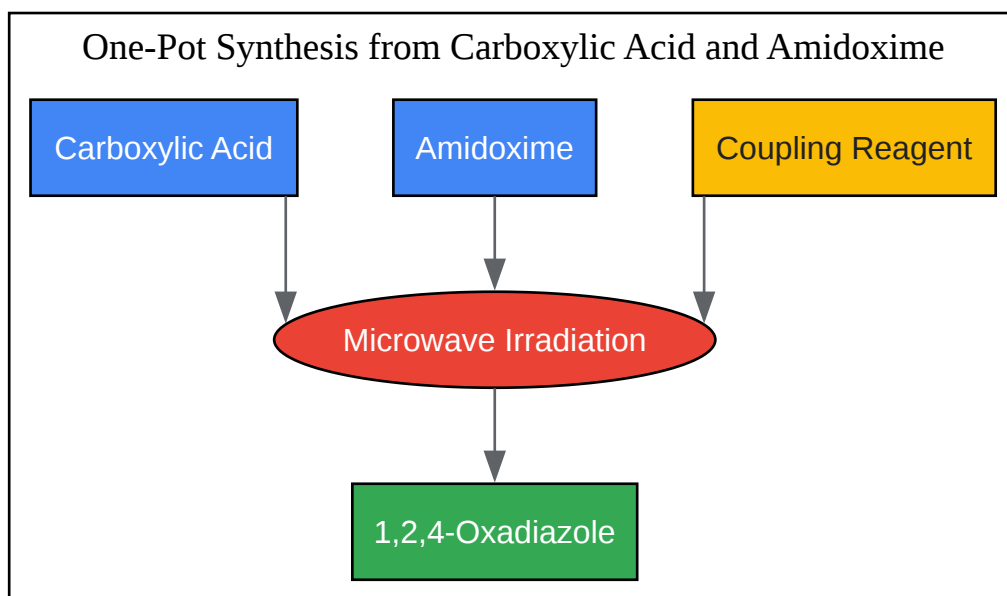 One-Pot Synthesis from Carboxylic Acid and Amidoxime
Carboxylic Acid
Amidoxime
Coupling Reagent
Microwave Irradiation
1,2,4-Oxadiazole